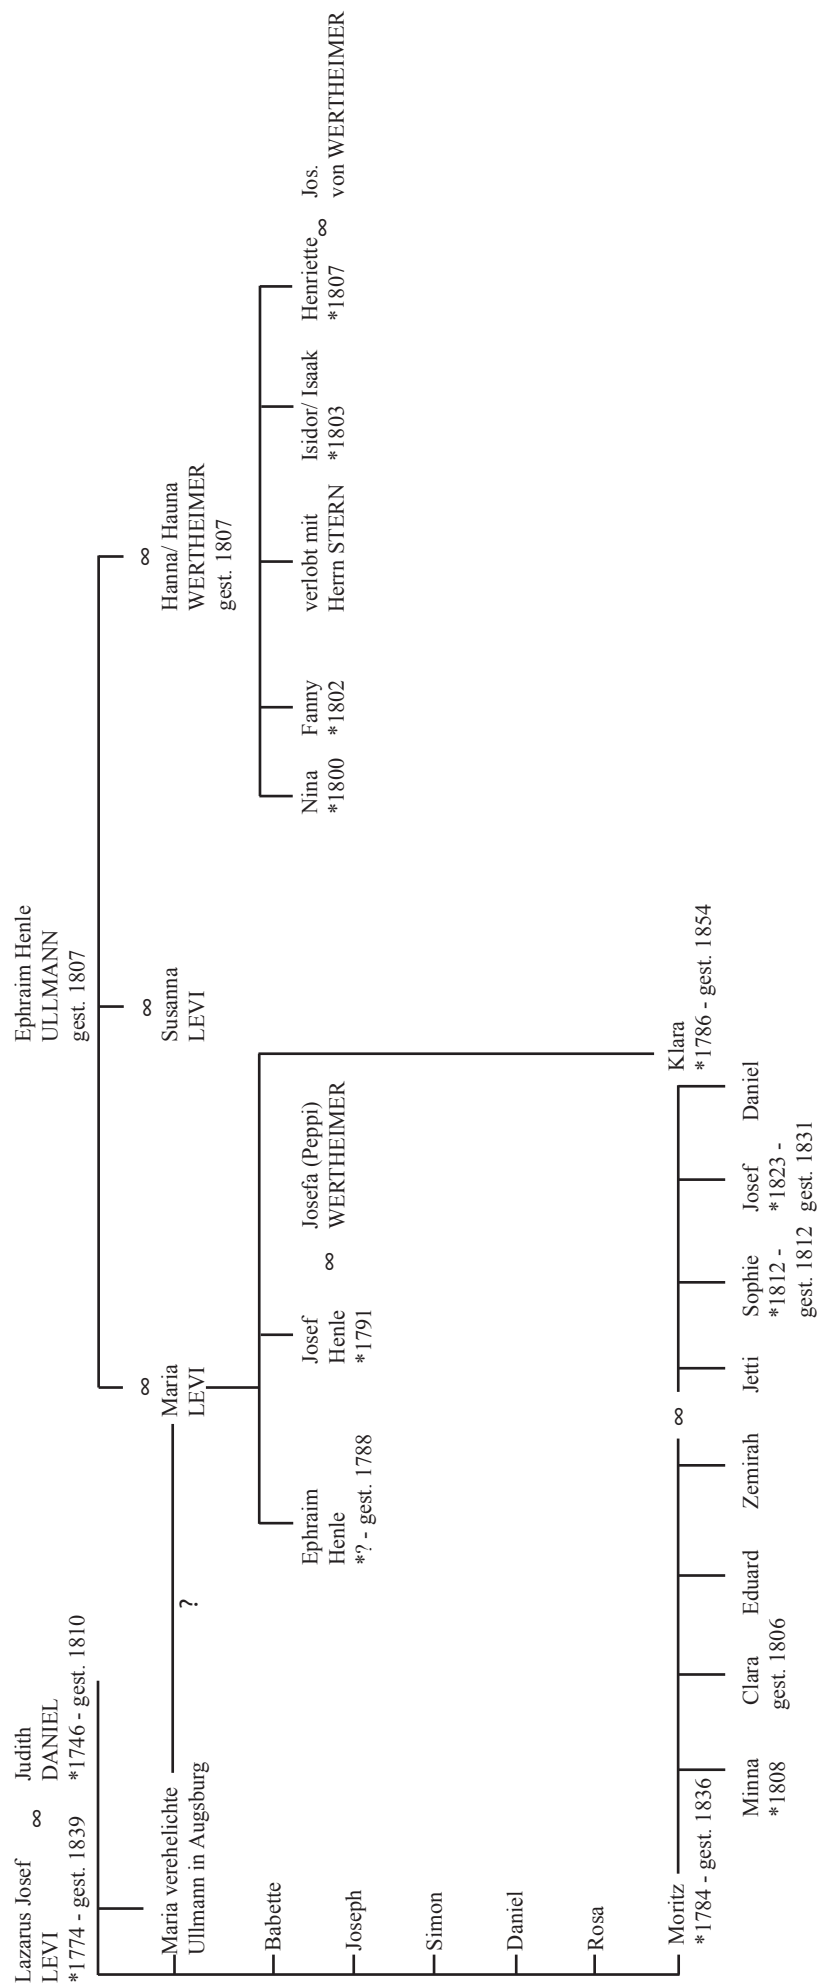 Lazarus Josef
LEVI
*1774 - gest. 1839
∞
Judith
DANIEL
*1746 - gest. 1810
Ephraim Henle
ULLMANN
gest. 1807
Maria verehelichte
Ullmann in Augsburg
?
∞
Maria
LEVI
∞
Susanna
LEVI
∞
Hanna/ Hauna
WERTHEIMER
gest. 1807
Babette
Joseph
Simon
Daniel
Rosa
Ephraim
Henle
*? - gest. 1788
Josef
Henle
*1791
∞
Josefa (Peppi)
WERTHEIMER
Nina
*1800
Fanny
*1802
verlobt mit
Herrn STERN
Isidor/ Isaak
*1803
Henriette
*1807
∞
Jos.
von WERTHEIMER
Moritz
*1784 - gest. 1836
∞
Klara
*1786 - gest. 1854
Minna
*1808
Clara
gest. 1806
Eduard
Zemirah
Jetti
Sophie
*1812 -
gest. 1812
Josef
*1823 -
gest. 1831
Daniel